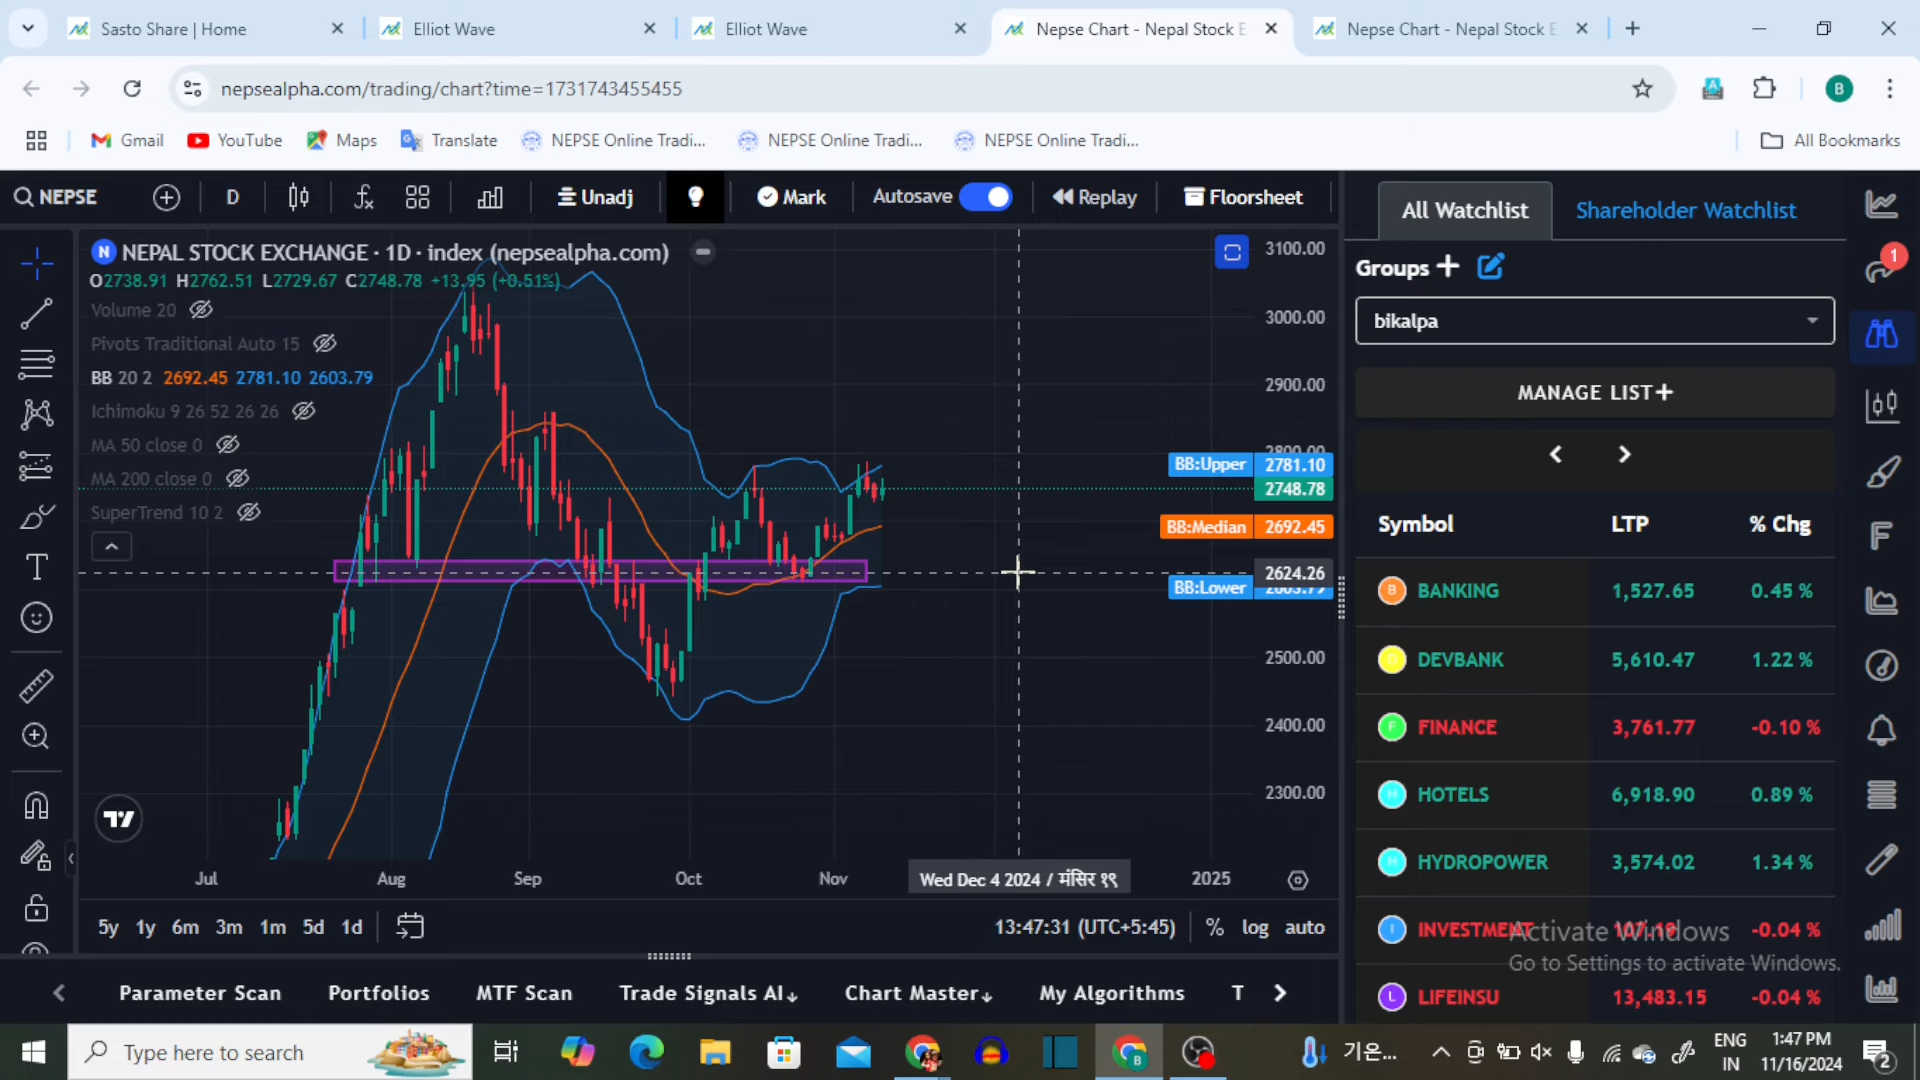 Sasto Share | Home
Elliot Wave
Elliot Wave
Nepse Chart - Nepal Stock E
Nepse Chart - Nepal Stock E
nepsealpha.com/trading/chart?time=1731743455455
B
Gmail
YouTube
Maps
Translate
NEPSE Online Tradi...
NEPSE Online Tradi...
NEPSE Online Tradi...
All Bookmarks
NEPSE
D
Unadj
Mark
Autosave
Replay
Floorsheet
N NEPAL STOCK EXCHANGE · 1D · index (nepsealpha.com)
O2738.91 H2762.51 L2729.67 C2748.78 +13.95 (+0.51%)
Volume 20
Pivots Traditional Auto 15
BB 20 2 2692.45 2781.10 2603.79
Ichimoku 9 26 52 26 26
MA 50 close 0
MA 200 close 0
SuperTrend 10 2
3100.00
3000.00
2900.00
2800.00
BB:Upper 2781.10
2748.78
BB:Median 2692.45
2624.26
BB:Lower 2603.79
2500.00
2400.00
2300.00
Jul
Aug
Sep
Oct
Nov
Wed Dec 4 2024 / मंसिर १९
2025
5y 1y 6m 3m 1m 5d 1d
13:47:31 (UTC+5:45)
% log auto
Parameter Scan
Portfolios
MTF Scan
Trade Signals AI
Chart Master
My Algorithms
T
All Watchlist
Shareholder Watchlist
Groups
bikalpa
MANAGE LIST
Symbol LTP % Chg
B BANKING 1,527.65 0.45 %
DEVBANK 5,610.47 1.22 %
F FINANCE 3,761.77 -0.10 %
H HOTELS 6,918.90 0.89 %
H HYDROPOWER 3,574.02 1.34 %
I INVESTMENT 107.19 -0.04 %
L LIFEINSU 13,483.15 -0.04 %
1
Activate Windows
Go to Settings to activate Windows.
Type here to search
B
기온...
ENG
IN
1:47 PM
11/16/2024
2